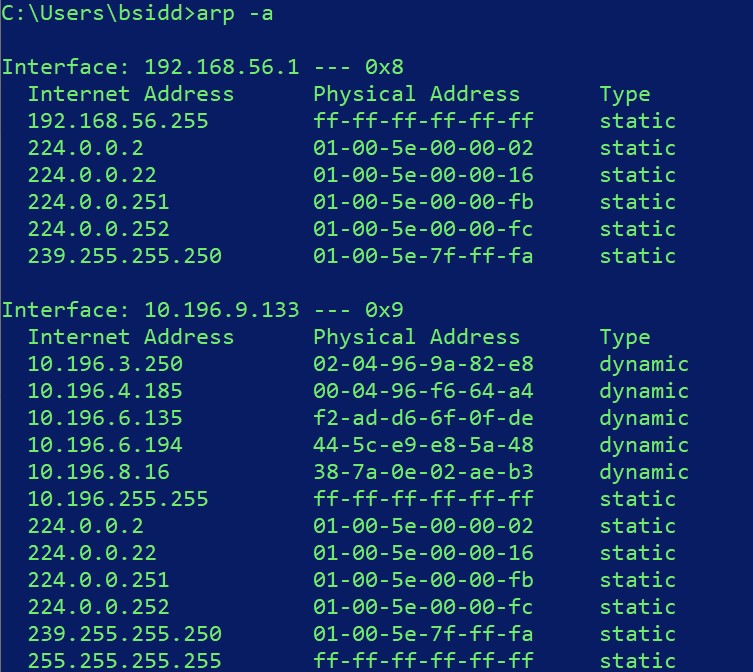 C:\Users\bsidd>arp -a
Interface: 192.168.56.1 --- 0x8
Internet Address Physical Address Type
192.168.56.255 ff-ff-ff-ff-ff-ff static
224.0.0.2 01-00-5e-00-00-02 static
224.0.0.22 01-00-5e-00-00-16 static
224.0.0.251 01-00-5e-00-00-fb static
224.0.0.252 01-00-5e-00-00-fc static
239.255.255.250 01-00-5e-7f-ff-fa static
Interface: 10.196.9.133 --- 0x9
Internet Address Physical Address Type
10.196.3.250 02-04-96-9a-82-e8 dynamic
10.196.4.185 00-04-96-f6-64-a4 dynamic
10.196.6.135 f2-ad-d6-6f-0f-de dynamic
10.196.6.194 44-5c-e9-e8-5a-48 dynamic
10.196.8.16 38-7a-0e-02-ae-b3 dynamic
10.196.255.255 ff-ff-ff-ff-ff-ff static
224.0.0.2 01-00-5e-00-00-02 static
224.0.0.22 01-00-5e-00-00-16 static
224.0.0.251 01-00-5e-00-00-fb static
224.0.0.252 01-00-5e-00-00-fc static
239.255.255.250 01-00-5e-7f-ff-fa static
255.255.255.255 ff-ff-ff-ff-ff-ff static